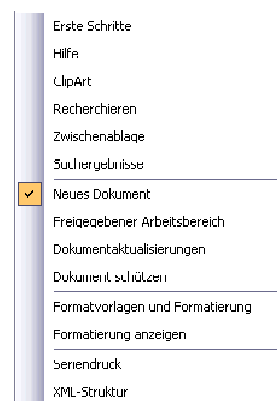 Erste Schritte
Hilfe
ClipArt
Recherchieren
Zwischenablage
Suchergebnisse
Neues Dokument
Freigegebener Arbeitsbereich
Dokumentaktualisierungen
Dokument schützen
Formatvorlagen und Formatierung
Formatierung anzeigen
Seriendruck
XML-Struktur